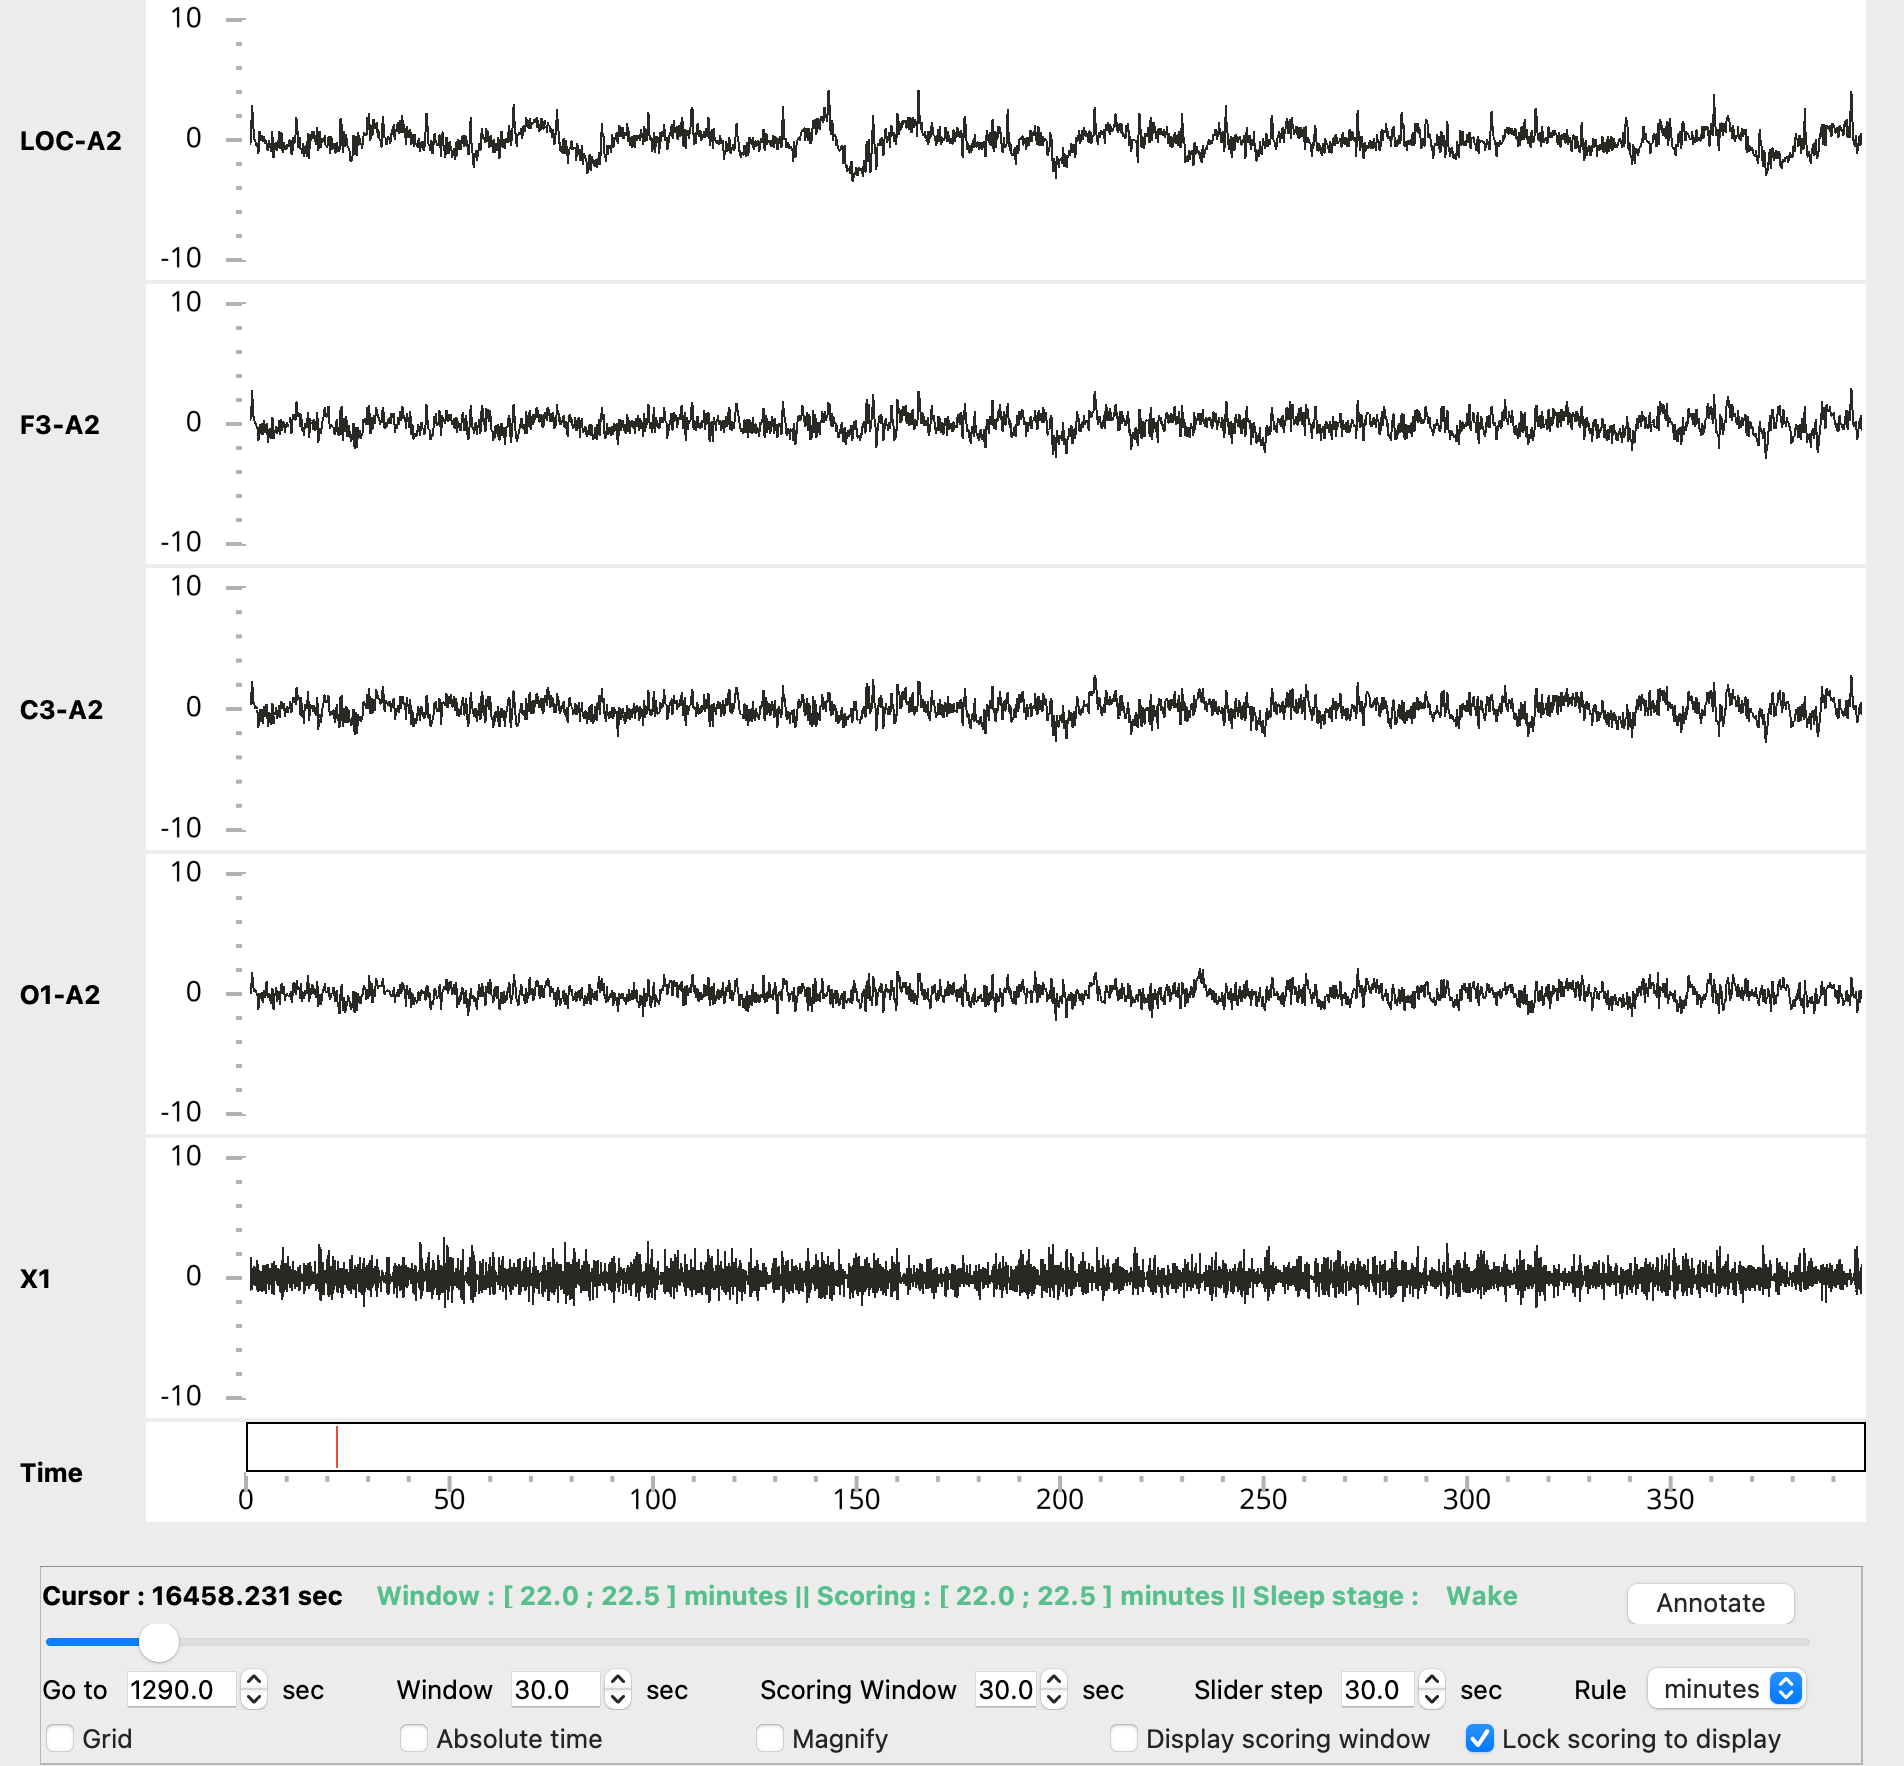 10
LOC-A2
0
-10
10
F3-A2
0
-10
10
C3-A2
0
-10
10
O1-A2
0
-10
10
X1
0
-10
Time
0 50 100 150 200 250 300 350
Cursor : 16458.231 sec Window : [ 22.0 ; 22.5 ] minutes || Scoring : [ 22.0 ; 22.5 ] minutes || Sleep stage : Wake Annotate
Go to 1290.0 sec Window 30.0 sec Scoring Window 30.0 sec Slider step 30.0 sec Rule minutes
Grid Absolute time Magnify Display scoring window Lock scoring to display